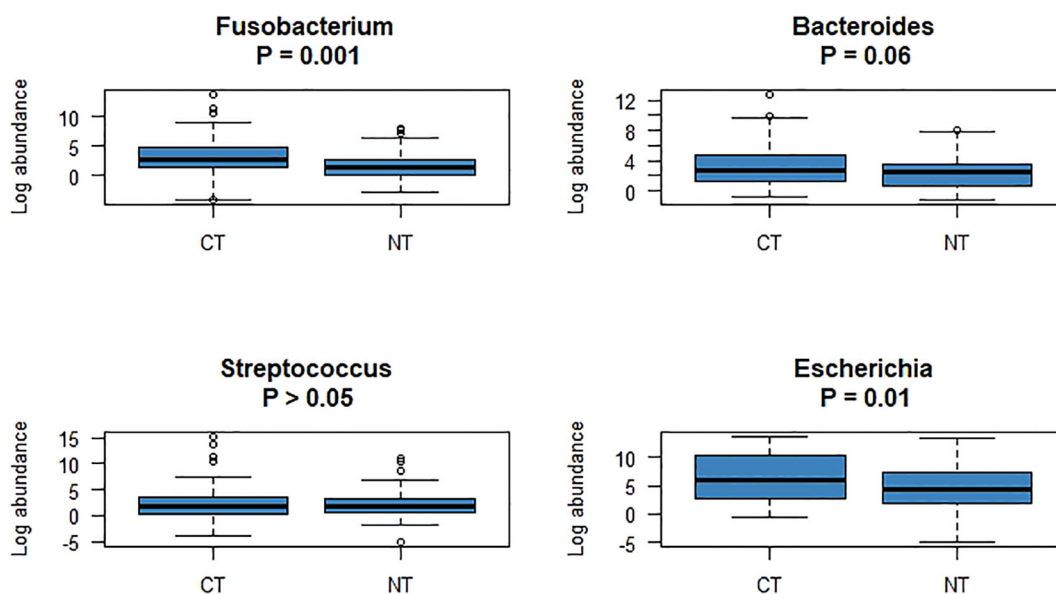 Fusobacterium
P = 0.001
Log abundance
10
5
0
CT
NT
Bacteroides
P = 0.06
Log abundance
12
8
4
0
CT
NT
Streptococcus
P > 0.05
Log abundance
15
10
5
0
-5
CT
NT
Escherichia
P = 0.01
Log abundance
10
5
0
-5
CT
NT